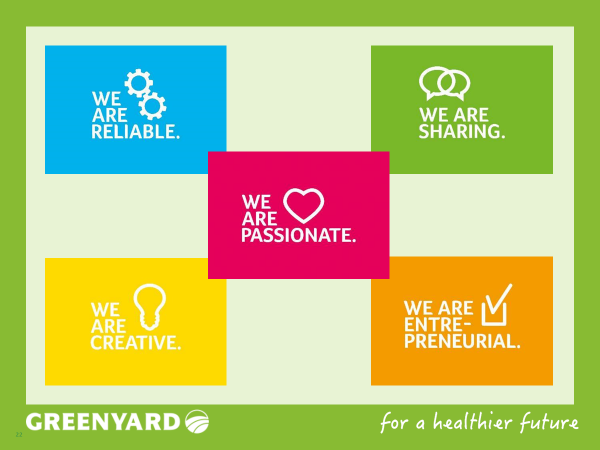 WE
ARE
RELIABLE.
WE ARE
SHARING.
WE
ARE
PASSIONATE.
WE
ARE
CREATIVE.
WE ARE
ENTRE-
PRENEURIAL.
22
GREENYARD
for a healthier future